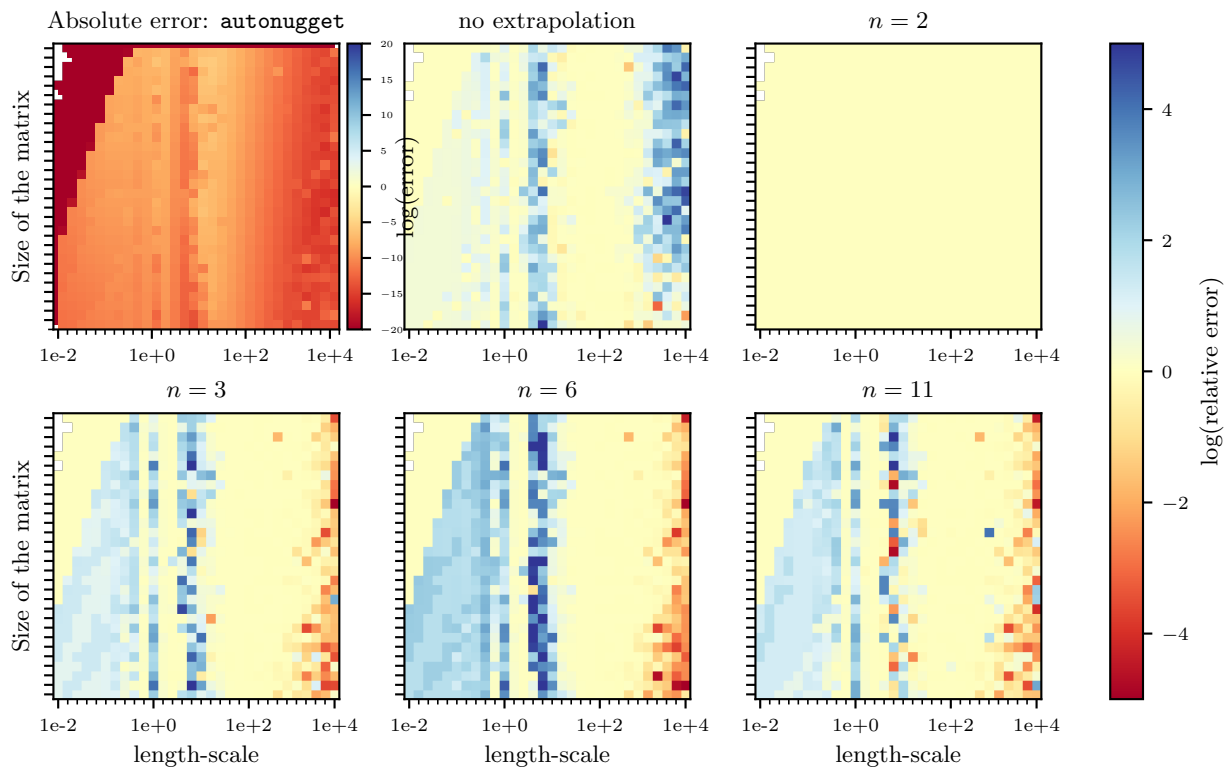 Absolute error: autonugget
no extrapolation
n = 2
Size of the matrix
20
15
10
5
0
−5
−10
−15
−20
log(error)
1e-2
1e+0
1e+2
1e+4
1e-2
1e+0
1e+2
1e+4
1e-2
1e+0
1e+2
1e+4
n = 3
n = 6
n = 11
Size of the matrix
1e-2
1e+0
1e+2
1e+4
1e-2
1e+0
1e+2
1e+4
1e-2
1e+0
1e+2
1e+4
length-scale
length-scale
length-scale
4
2
0
−2
−4
log(relative error)